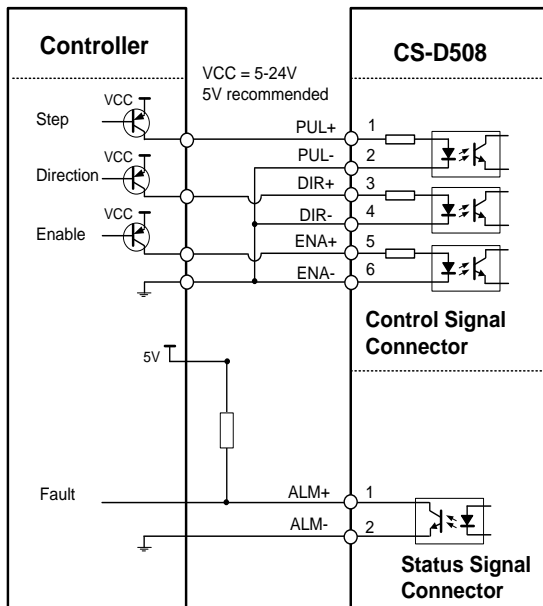 Controller
CS-D508
VCC = 5-24V
5V recommended
VCC
Step
PUL+ 1
PUL- 2
VCC
Direction
DIR+ 3
DIR- 4
VCC
Enable
ENA+ 5
ENA- 6
Control Signal
Connector
5V
Fault
ALM+ 1
ALM- 2
Status Signal
Connector